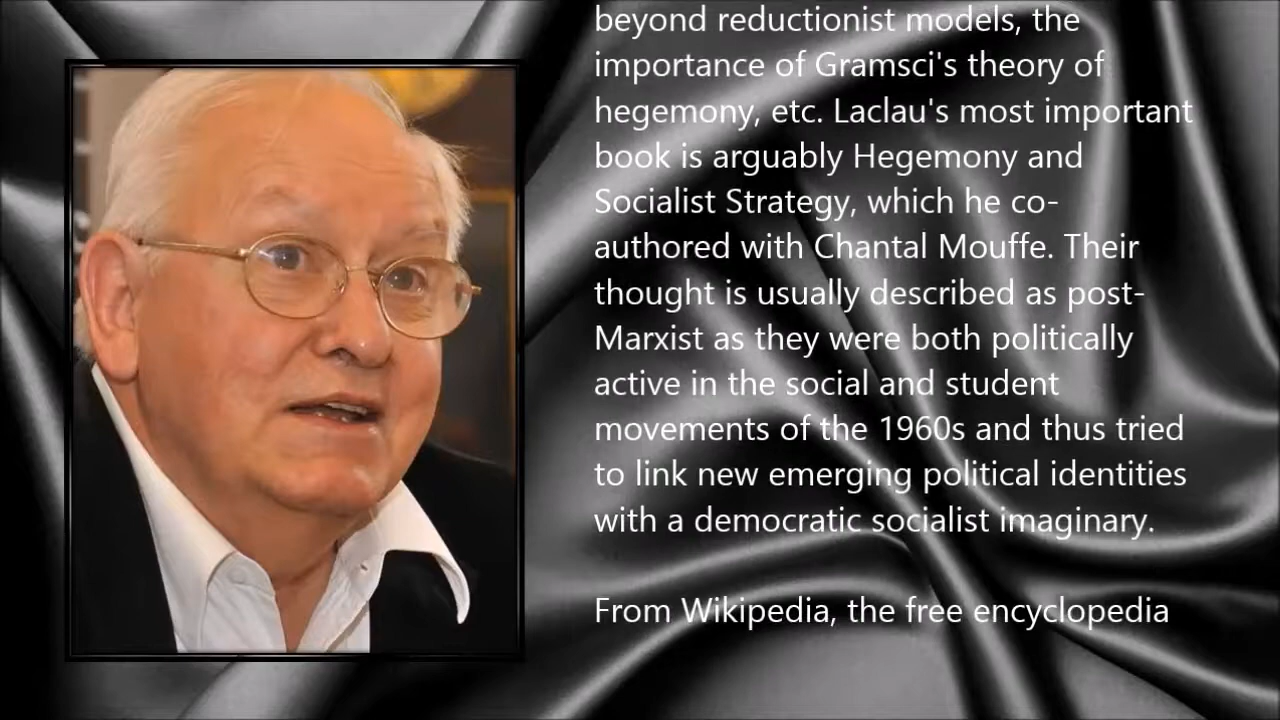 beyond reductionist models, the
importance of Gramsci's theory of
hegemony, etc. Laclau's most important
book is arguably Hegemony and
Socialist Strategy, which he co-
authored with Chantal Mouffe. Their
thought is usually described as post-
Marxist as they were both politically
active in the social and student
movements of the 1960s and thus tried
to link new emerging political identities
with a democratic socialist imaginary.
From Wikipedia, the free encyclopedia